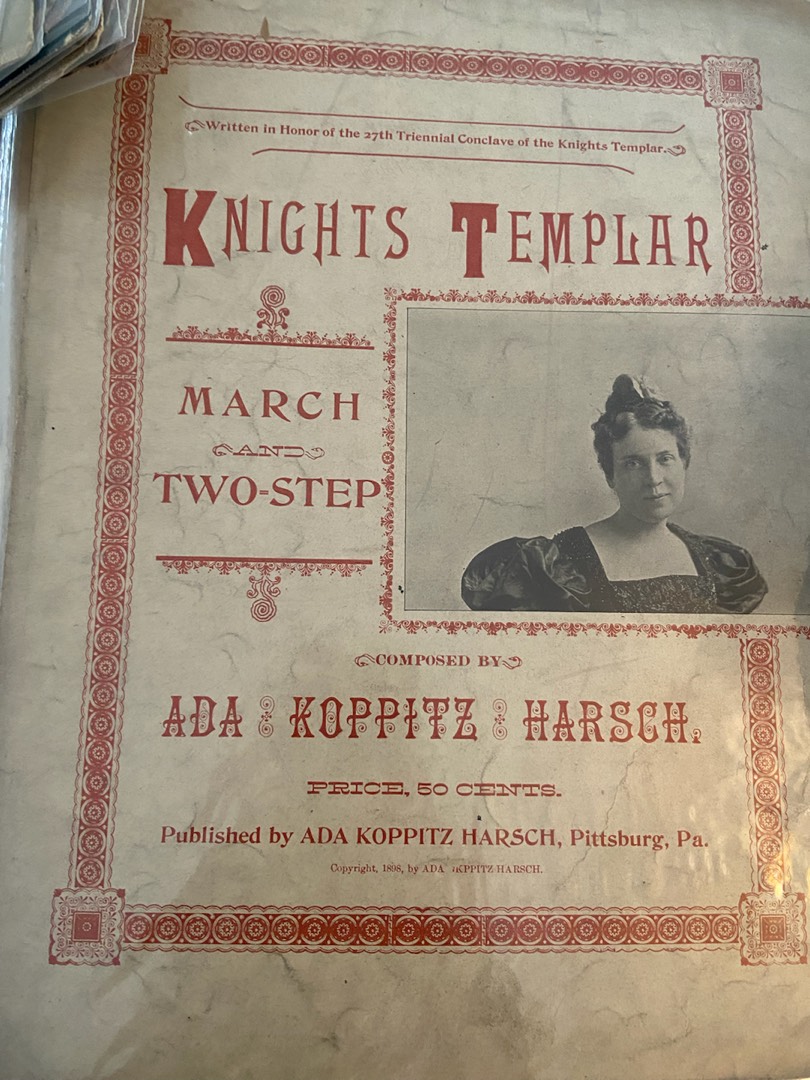 Written in Honor of the 27th Triennial Conclave of the Knights Templar.
KNIGHTS TEMPLAR
MARCH
AND
TWO-STEP
COMPOSED BY
ADA KOPPITZ HARSCH.
PRICE, 50 CENTS.
Published by ADA KOPPITZ HARSCH, Pittsburg, Pa.
Copyright, 1898, by ADA HARSCH.